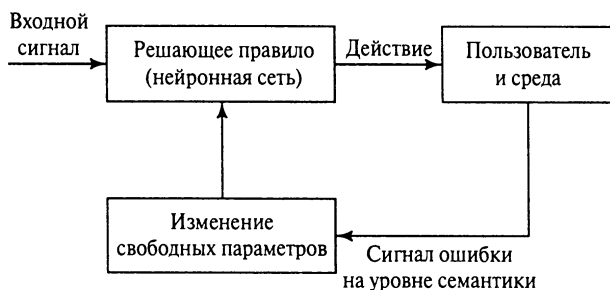 Входной
сигнал
Решающее правило
(нейронная сеть)
Действие
Пользователь
и среда
Изменение
свободных параметров
Сигнал ошибки
на уровне семантики